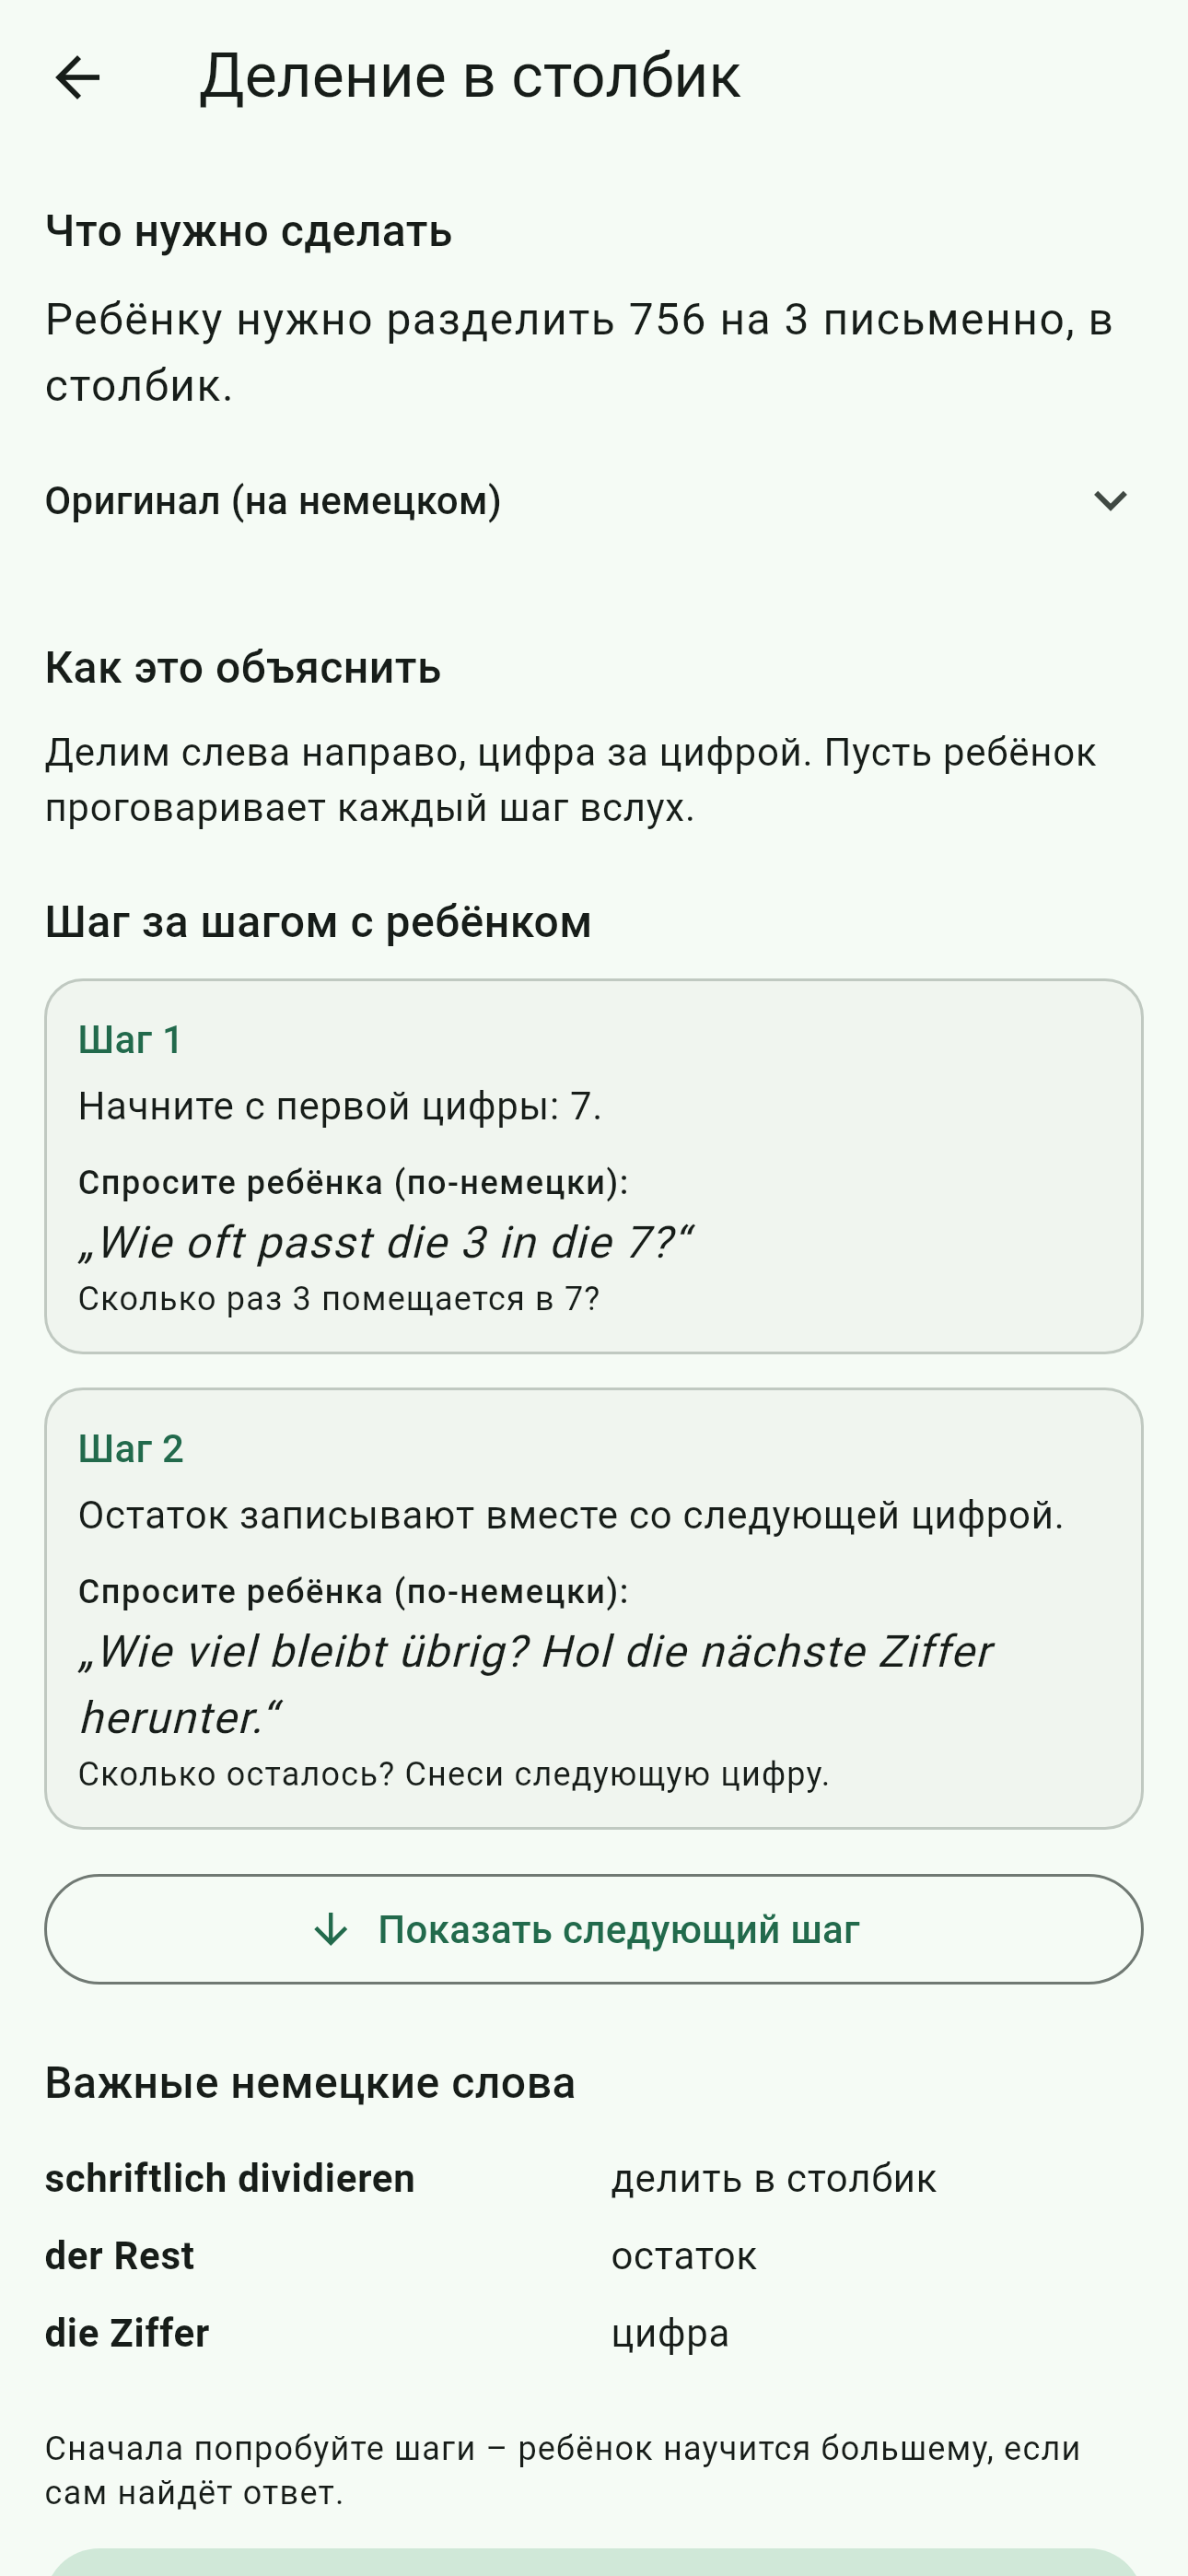 Деление в столбик
Что нужно сделать
Ребёнку нужно разделить 756 на 3 письменно, в
столбик.
Оригинал (на немецком)
Как это объяснить
Делим слева направо, цифра за цифрой. Пусть ребёнок
проговаривает каждый шаг вслух.
Шаг за шагом с ребёнком
Шаг 1
Начните с первой цифры: 7.
Спросите ребёнка (по-немецки):
„Wie oft passt die 3 in die 7?“
Сколько раз 3 помещается в 7?
Шаг 2
Остаток записывают вместе со следующей цифрой.
Спросите ребёнка (по-немецки):
„Wie viel bleibt übrig? Hol die nächste Ziffer
herunter.“
Сколько осталось? Снеси следующую цифру.
Показать следующий шаг
Важные немецкие слова
schriftlich dividieren делить в столбик
der Rest остаток
die Ziffer цифра
Сначала попробуйте шаги – ребёнок научится большему, если
сам найдёт ответ.